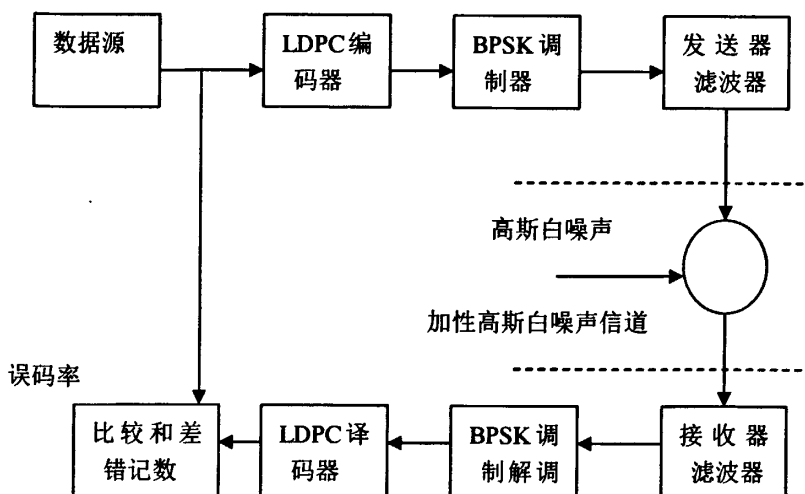 数据源
LDPC编
码器
BPSK调
制器
发送器
滤波器
高斯白噪声
加性高斯白噪声信道
误码率
比较和差
错记数
LDPC译
码器
BPSK调
制解调
接收器
滤波器